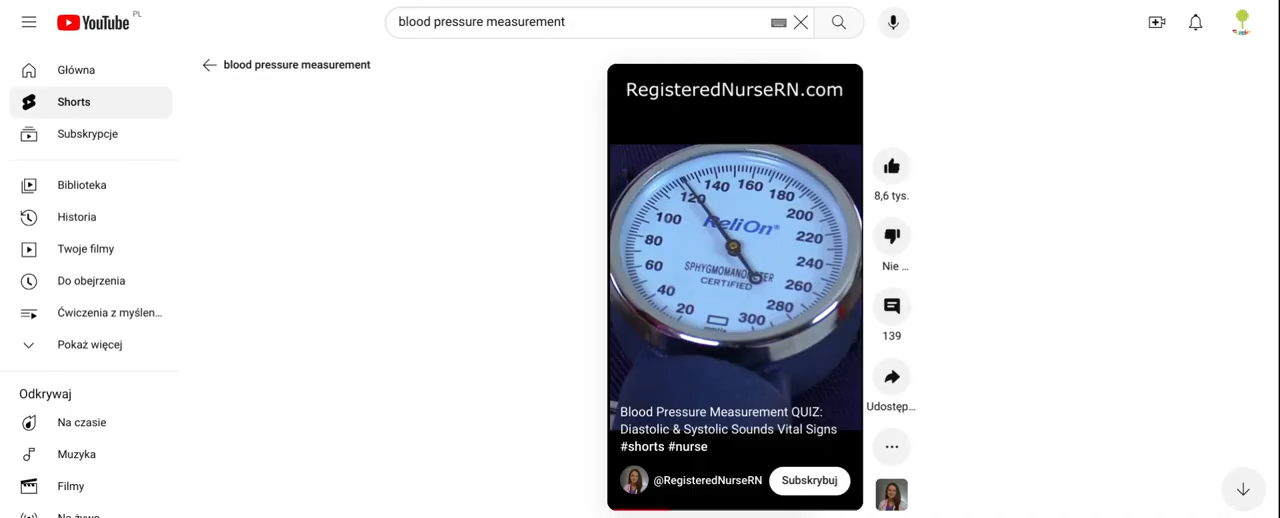 YouTube PL
blood pressure measurement
Główna
Shorts
Subskrypcje
Biblioteka
Historia
Twoje filmy
Do obejrzenia
Ćwiczenia z myślen...
Pokaż więcej
Odkrywaj
Na czasie
Muzyka
Filmy
Na żywo
blood pressure measurement
RegisteredNurseRN.com
20
40
60
80
100
120
140
160
180
200
220
240
260
280
300
ReliOn®
SPHYGMOMANOMETER
CERTIFIED
Blood Pressure Measurement QUIZ:
Diastolic & Systolic Sounds Vital Signs
#shorts #nurse
@RegisteredNurseRN
Subskrybuj
8,6 tys.
Nie ...
139
Udostęp...